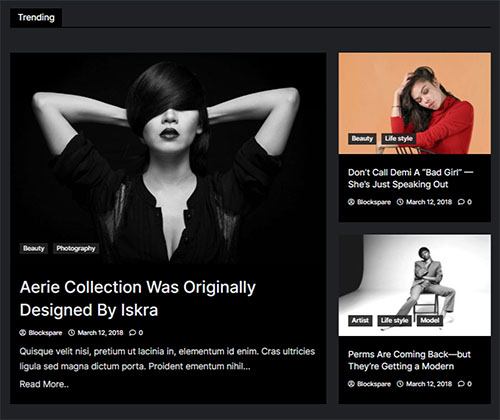 Trending
Beauty Photography
Aerie Collection Was Originally
Designed By Iskra
Blockspare March 12, 2018 0
Quisque velit nisi, pretium ut lacinia in, elementum id enim. Cras ultricies
ligula sed magna dictum porta. Proident ementum nihil...
Read More..
Beauty Life style
Don't Call Demi A “Bad Girl” —
She's Just Speaking Out
Blockspare March 12, 2018 0
Artist Life style Model
Perms Are Coming Back—but
They're Getting a Modern
Blockspare March 12, 2018 0